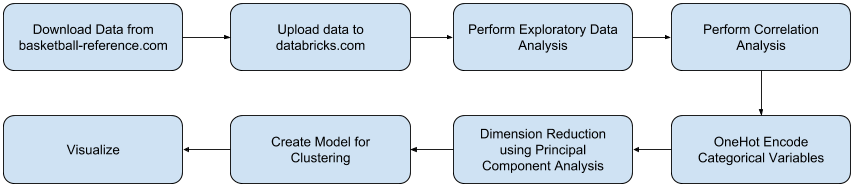 Download Data from
basketball-reference.com
Upload data to
databricks.com
Perform Exploratory Data
Analysis
Perform Correlation
Analysis
OneHot Encode
Categorical Variables
Dimension Reduction
using Principal
Component Analysis
Create Model for
Clustering
Visualize